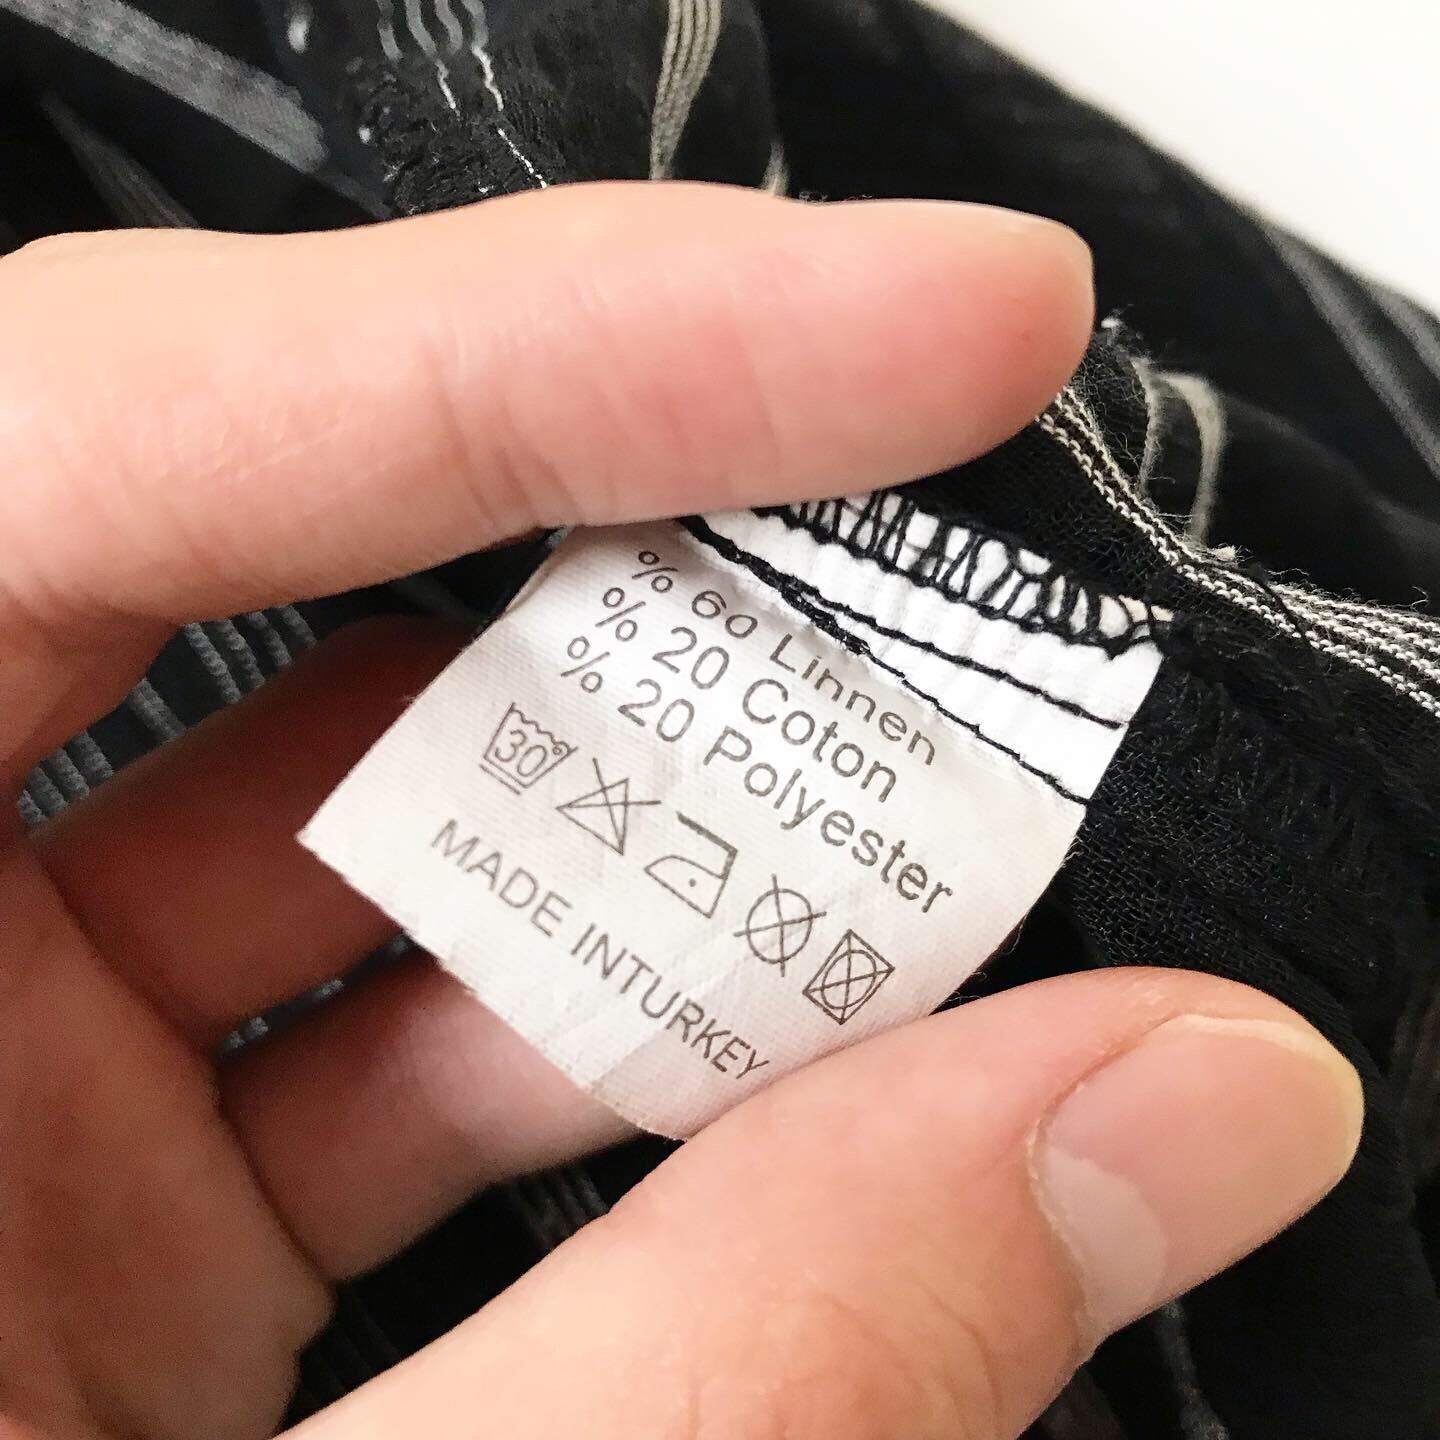 % 60 Linnen
% 20 Coton
% 20 Polyester
30
MADE INTURKEY